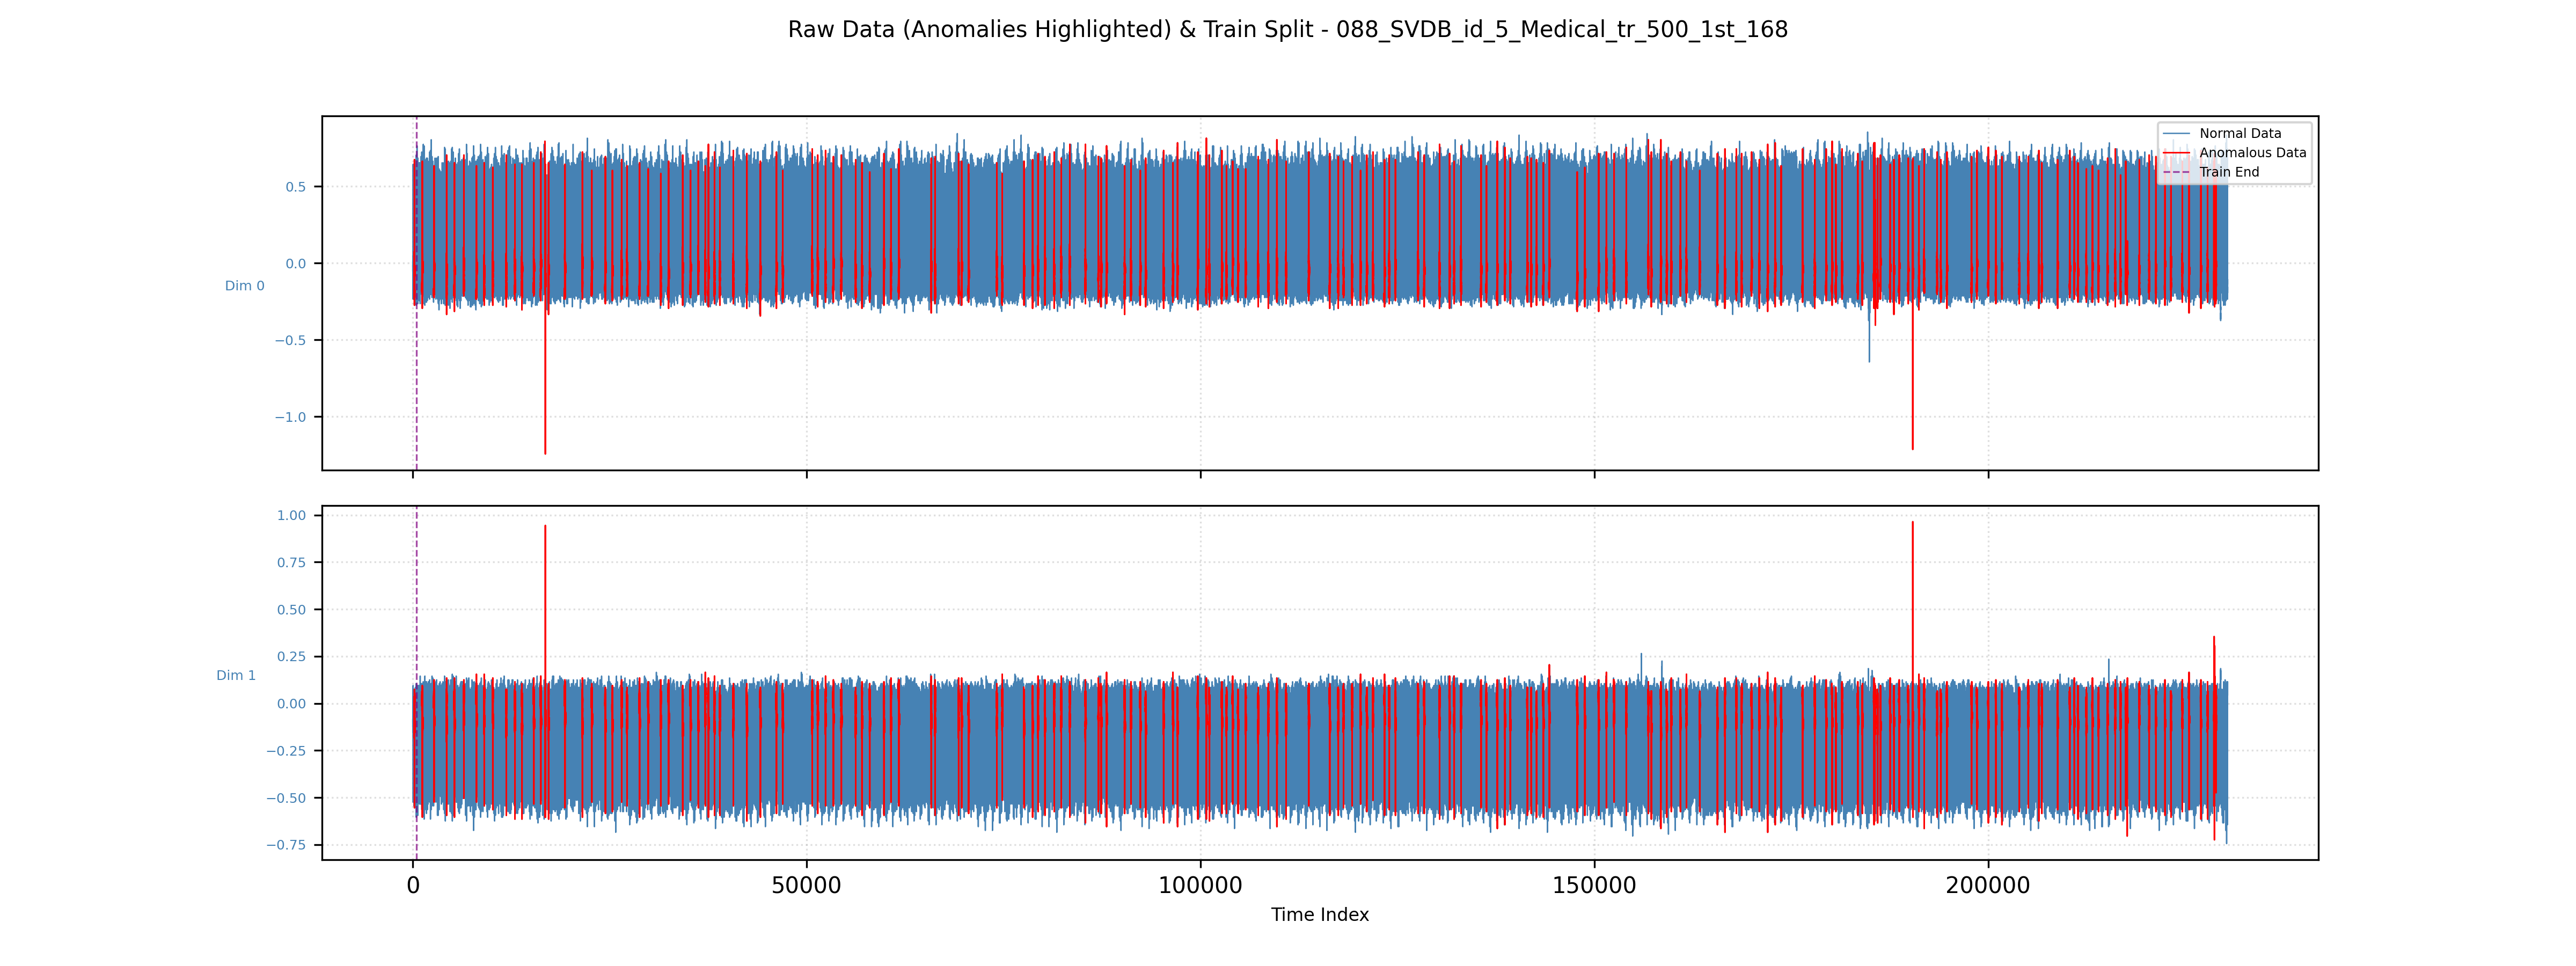 Raw Data (Anomalies Highlighted) & Train Split - 088_SVDB_id_5_Medical_tr_500_1st_168
Normal Data
Anomalous Data
Train End
0.5
0.0
Dim 0
−0.5
−1.0
1.00
0.75
0.50
0.25
Dim 1
0.00
−0.25
−0.50
−0.75
0 50000 100000 150000 200000
Time Index